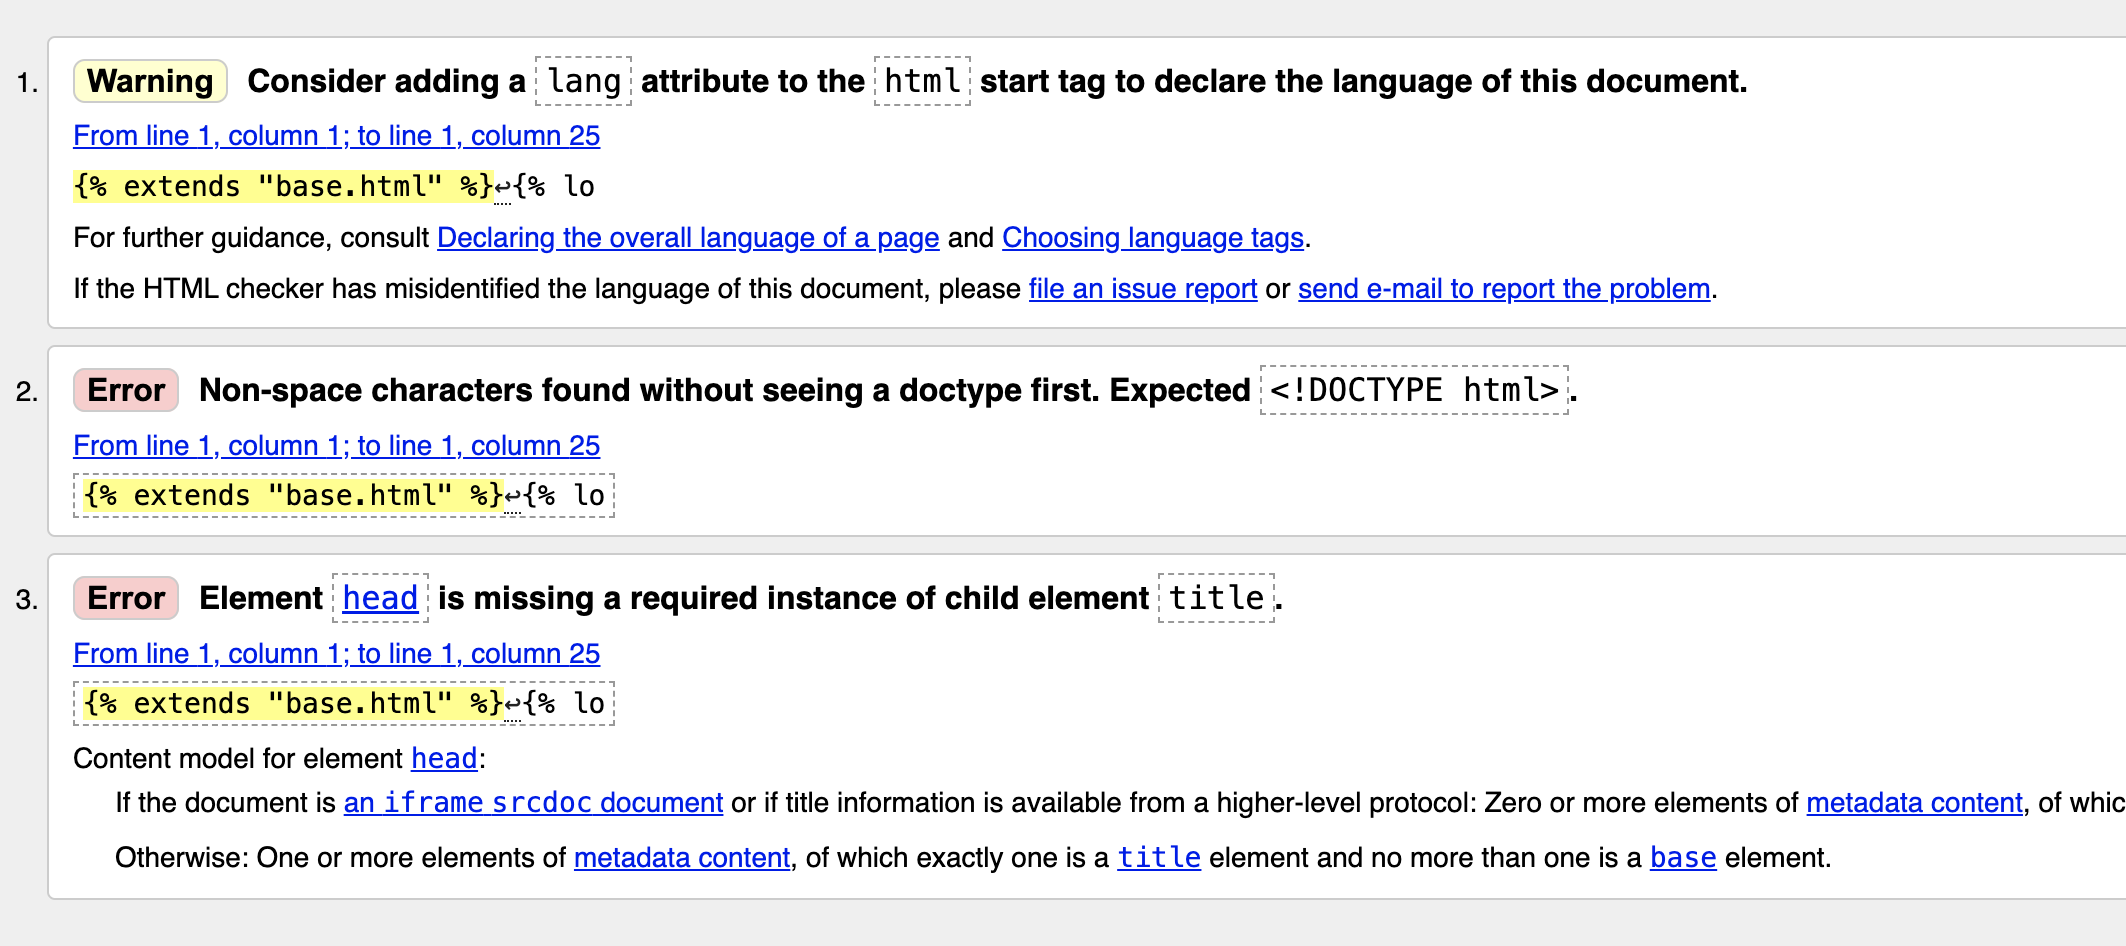 1. Warning Consider adding a lang attribute to the html start tag to declare the language of this document.
From line 1, column 1; to line 1, column 25
{% extends "base.html" %}↩{% lo
For further guidance, consult Declaring the overall language of a page and Choosing language tags.
If the HTML checker has misidentified the language of this document, please file an issue report or send e-mail to report the problem.
2. Error Non-space characters found without seeing a doctype first. Expected <!DOCTYPE html>.
From line 1, column 1; to line 1, column 25
{% extends "base.html" %}↩{% lo
3. Error Element head is missing a required instance of child element title.
From line 1, column 1; to line 1, column 25
{% extends "base.html" %}↩{% lo
Content model for element head:
If the document is an iframe srcdoc document or if title information is available from a higher-level protocol: Zero or more elements of metadata content, of whic
Otherwise: One or more elements of metadata content, of which exactly one is a title element and no more than one is a base element.